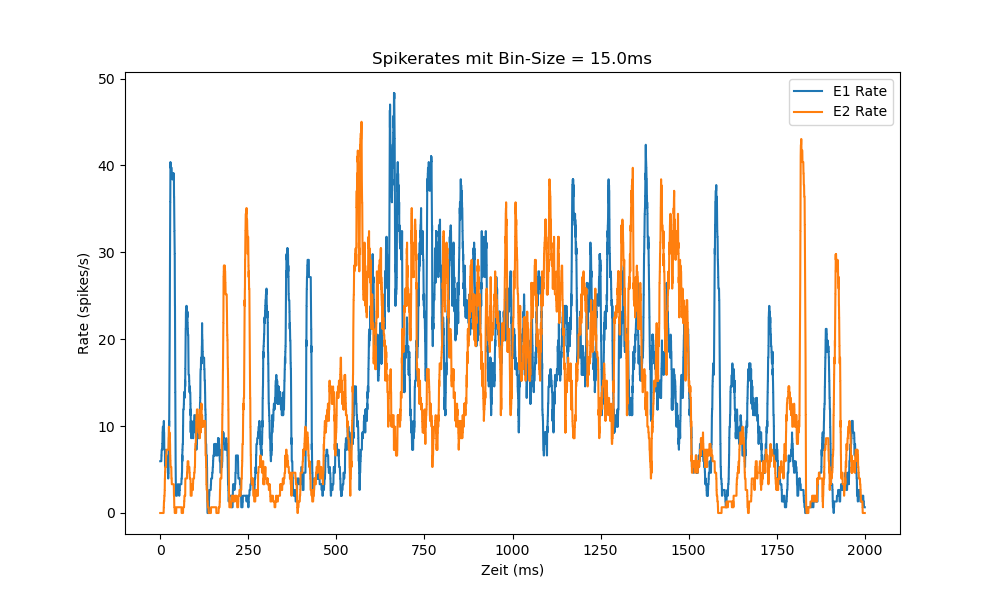 Spikerates mit Bin-Size = 15.0ms
E1 Rate
E2 Rate
50
40
30
20
10
0
Rate (spikes/s)
0 250 500 750 1000 1250 1500 1750 2000
Zeit (ms)